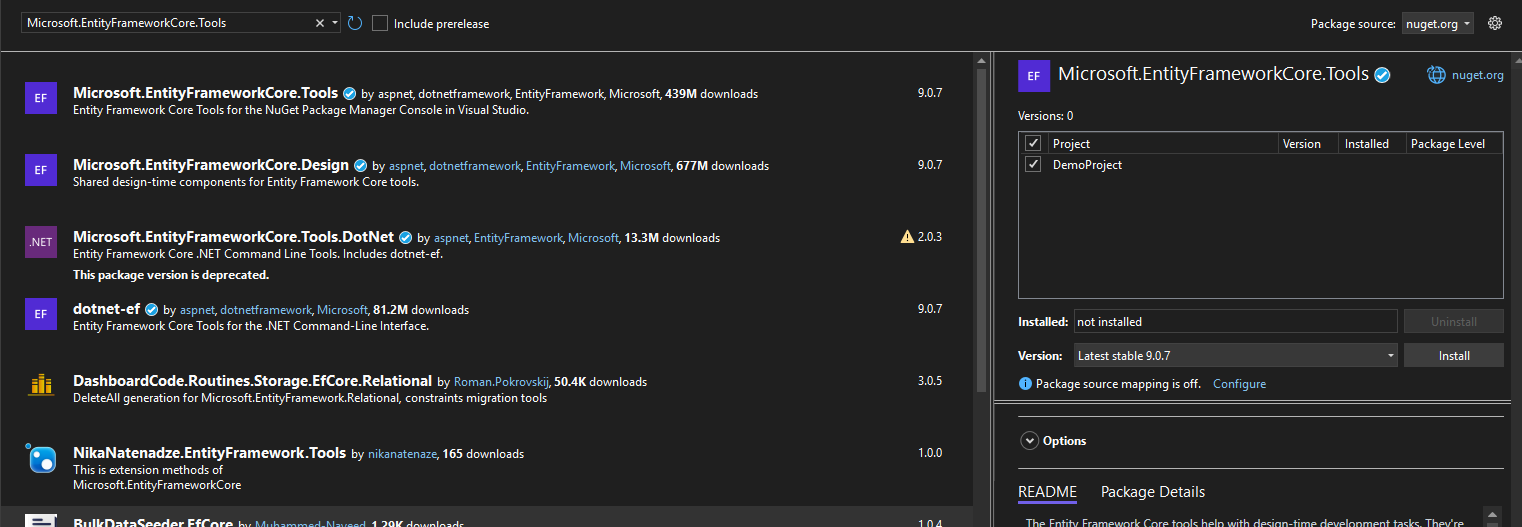 Microsoft.EntityFrameworkCore.Tools
Include prerelease
Package source: nuget.org
EF
Microsoft.EntityFrameworkCore.Tools by aspnet, dotnetframework, EntityFramework, Microsoft, 439M downloads
9.0.7
Entity Framework Core Tools for the NuGet Package Manager Console in Visual Studio.
EF
Microsoft.EntityFrameworkCore.Design by aspnet, dotnetframework, EntityFramework, Microsoft, 677M downloads
9.0.7
Shared design-time components for Entity Framework Core tools.
.NET
Microsoft.EntityFrameworkCore.Tools.DotNet by aspnet, EntityFramework, Microsoft, 13.3M downloads
2.0.3
Entity Framework Core .NET Command Line Tools. Includes dotnet-ef.
This package version is deprecated.
EF
dotnet-ef by aspnet, dotnetframework, Microsoft, 81.2M downloads
9.0.7
Entity Framework Core Tools for the .NET Command-Line Interface.
DashboardCode.Routines.Storage.EfCore.Relational by Roman.Pokrovskij, 50.4K downloads
3.0.5
DeleteAll generation for Microsoft.EntityFramework.Relational, constraints migration tools
NikaNatenadze.EntityFramework.Tools by nikanatenaze, 165 downloads
1.0.0
This is extension methods of
Microsoft.EntityFrameworkCore
BulkDataSeeder.EfCore by Muhammed-Naveed, 1.29K downloads
1.0.4
EF
Microsoft.EntityFrameworkCore.Tools
nuget.org
Versions: 0
Project Version Installed Package Level
DemoProject
Installed: not installed Uninstall
Version: Latest stable 9.0.7 Install
Package source mapping is off. Configure
Options
README Package Details
The Entity Framework Core tools help with design-time development tasks. They're